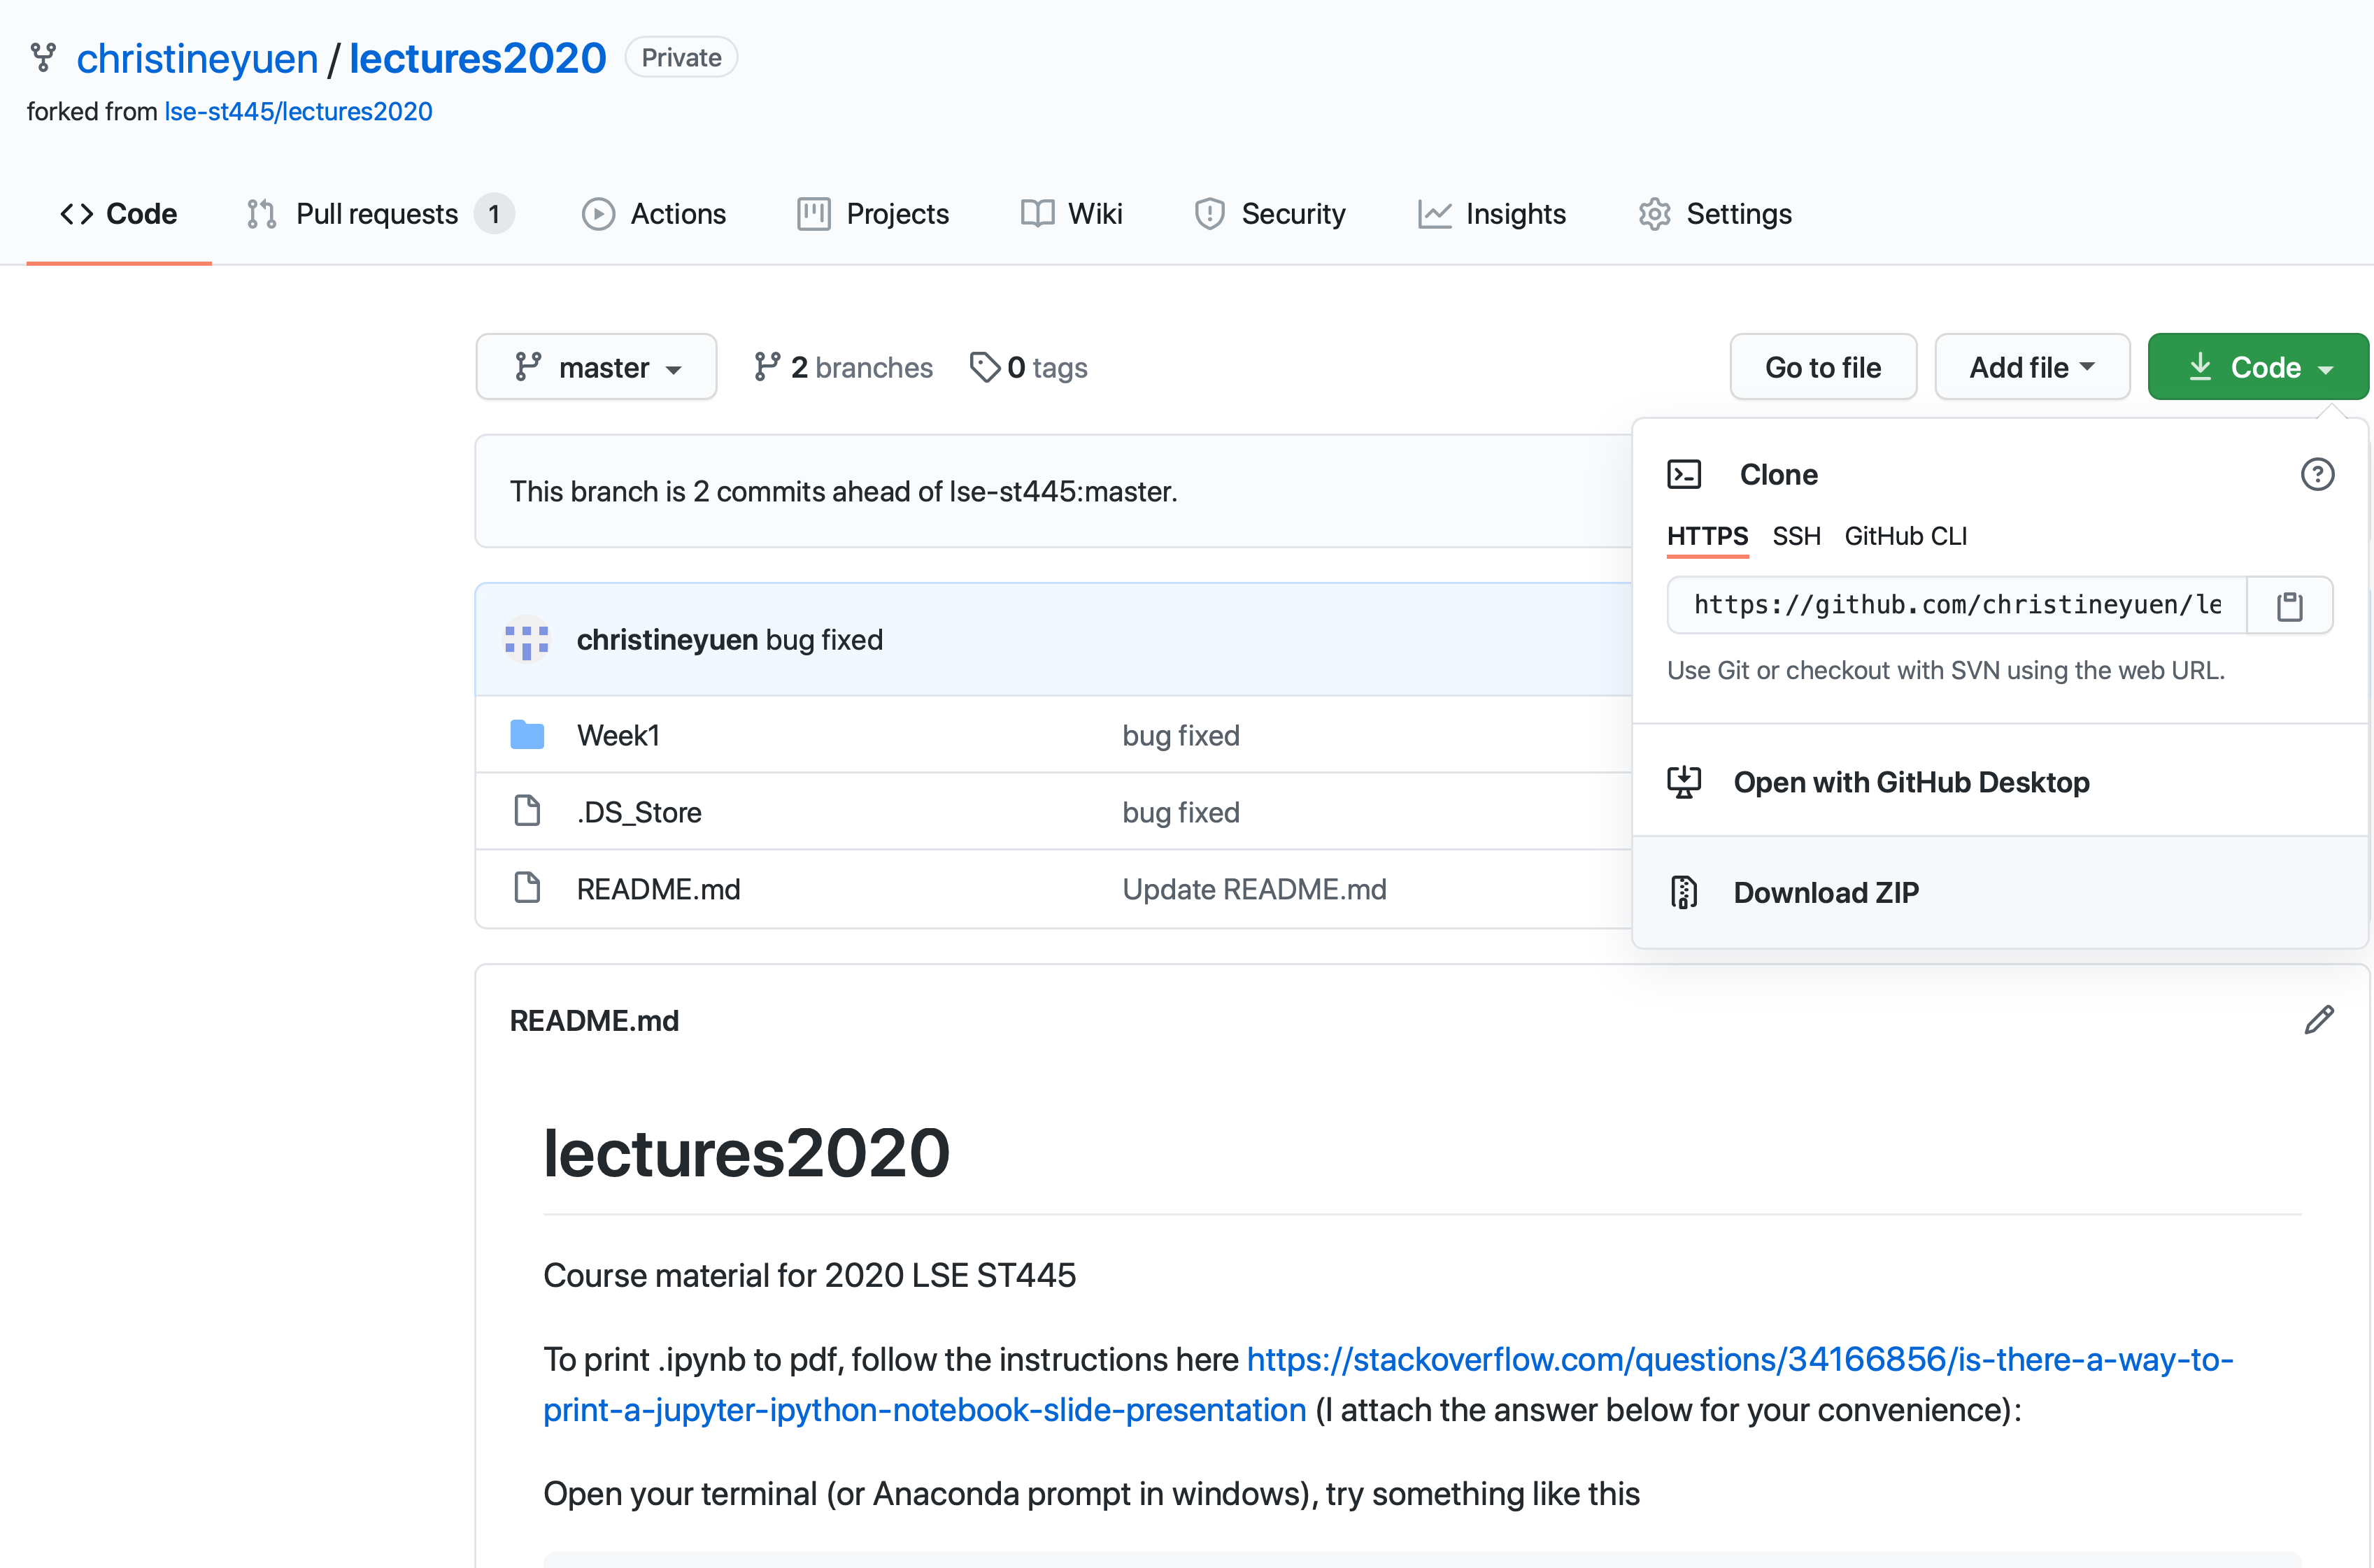 christineyuen / lectures2020 Private
forked from lse-st445/lectures2020
Code Pull requests 1 Actions Projects Wiki Security Insights Settings
master 2 branches 0 tags Go to file Add file Code
This branch is 2 commits ahead of lse-st445:master.
Clone
HTTPS SSH GitHub CLI
https://github.com/christineyuen/le
Use Git or checkout with SVN using the web URL.
Open with GitHub Desktop
Download ZIP
christineyuen bug fixed
Week1 bug fixed
.DS_Store bug fixed
README.md Update README.md
README.md
lectures2020
Course material for 2020 LSE ST445
To print .ipynb to pdf, follow the instructions here https://stackoverflow.com/questions/34166856/is-there-a-way-to-
print-a-jupyter-ipython-notebook-slide-presentation (I attach the answer below for your convenience):
Open your terminal (or Anaconda prompt in windows), try something like this